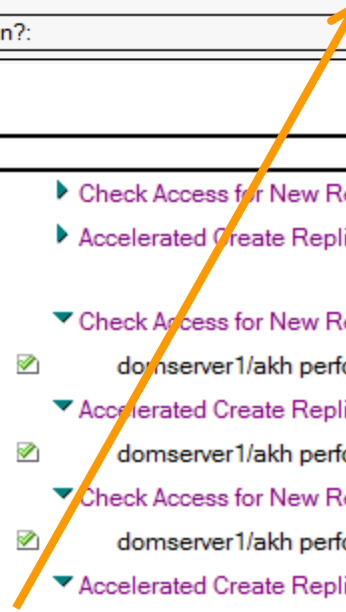 n?:
Check Access for New Re
Accelerated Create Repli
Check Access for New Re
domserver1/akh perfo
Accelerated Create Repli
domserver1/akh perfo
Check Access for New Re
domserver1/akh perfo
Accelerated Create Repli